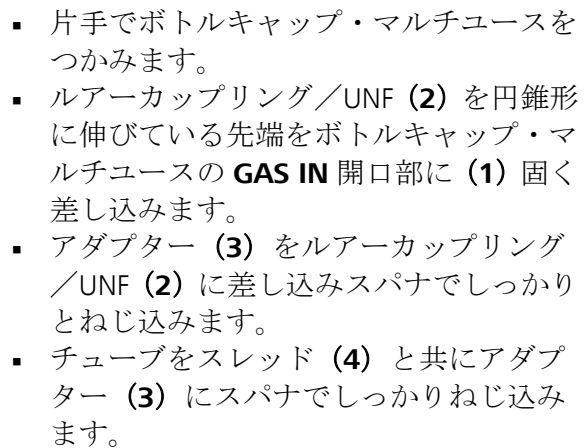 ▪ 片手でボトルキャップ・マルチユースを
つかみます。
▪ ルアーカップリング／UNF（2）を円錐形
に伸びている先端をボトルキャップ・マ
ルチユースの GAS IN 開口部に（1）固く
差し込みます。
▪ アダプター（3）をルアーカップリング
／UNF（2）に差し込みスパナでしっかり
とねじ込みます。
▪ チューブをスレッド（4）と共にアダプ
ター（3）にスパナでしっかりねじ込み
ます。